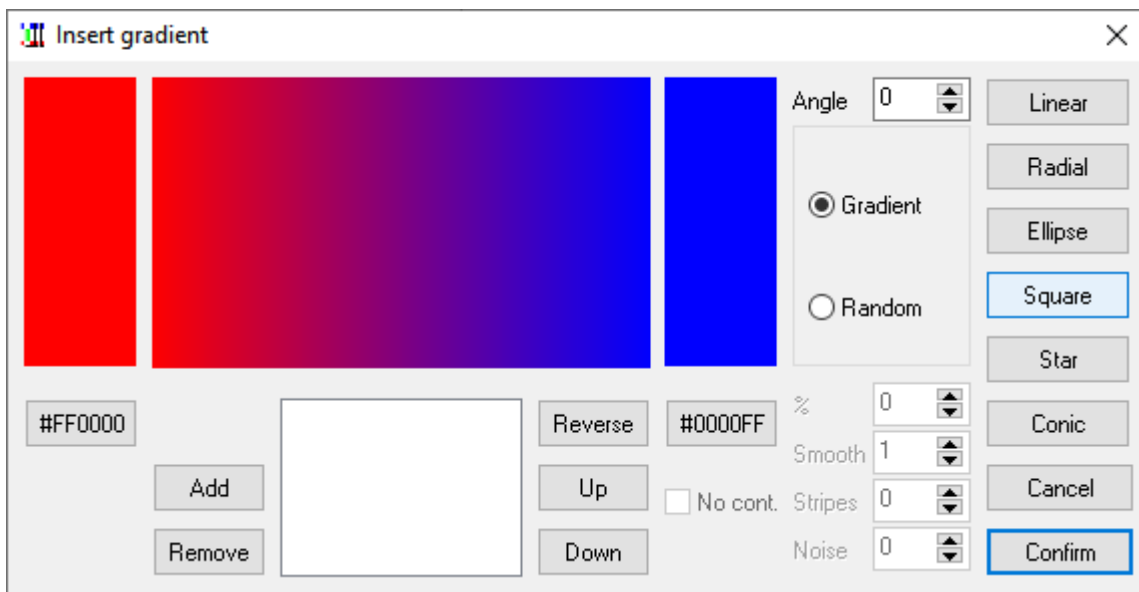 Insert gradient
Angle 0
Linear
Radial
Gradient
Ellipse
Square
Random
Star
#FF0000
Reverse
#0000FF
% 0
Conic
Smooth 1
Add
Up
No cont.
Stripes 0
Cancel
Remove
Down
Noise 0
Confirm